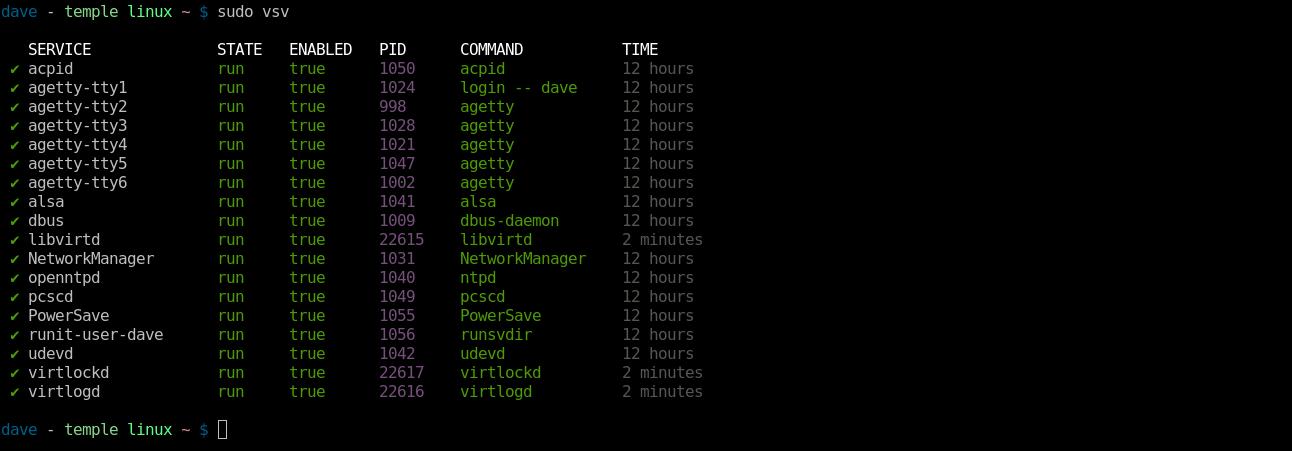 dave - temple linux ~ $ sudo vsv
SERVICE STATE ENABLED PID COMMAND TIME
✔ acpid run true 1050 acpid 12 hours
✔ agetty-tty1 run true 1024 login -- dave 12 hours
✔ agetty-tty2 run true 998 agetty 12 hours
✔ agetty-tty3 run true 1028 agetty 12 hours
✔ agetty-tty4 run true 1021 agetty 12 hours
✔ agetty-tty5 run true 1047 agetty 12 hours
✔ agetty-tty6 run true 1002 agetty 12 hours
✔ alsa run true 1041 alsa 12 hours
✔ dbus run true 1009 dbus-daemon 12 hours
✔ libvirtd run true 22615 libvirtd 2 minutes
✔ NetworkManager run true 1031 NetworkManager 12 hours
✔ openntpd run true 1040 ntpd 12 hours
✔ pcscd run true 1049 pcscd 12 hours
✔ PowerSave run true 1055 PowerSave 12 hours
✔ runit-user-dave run true 1056 runsvdir 12 hours
✔ udevd run true 1042 udevd 12 hours
✔ virtlockd run true 22617 virtlockd 2 minutes
✔ virtlogd run true 22616 virtlogd 2 minutes
dave - temple linux ~ $